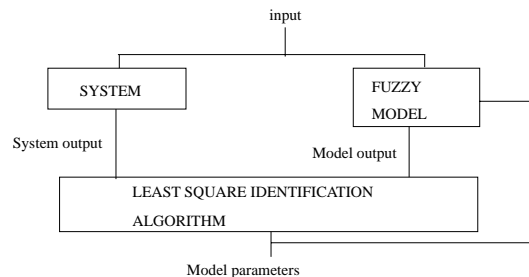 input
SYSTEM
FUZZY
MODEL
System output
Model output
LEAST SQUARE IDENTIFICATION
ALGORITHM
Model parameters